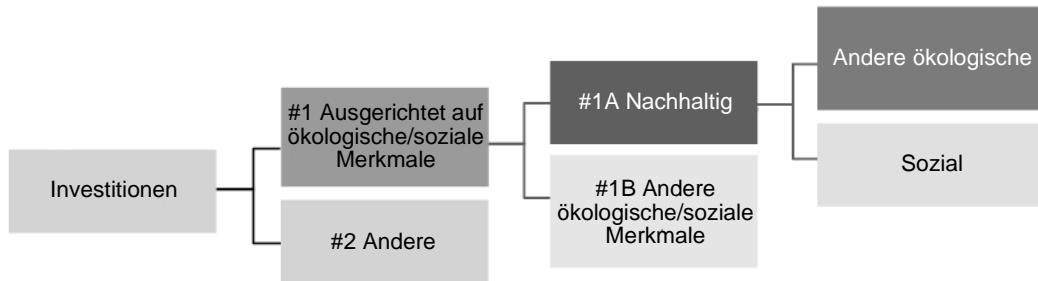 Investitionen
#1 Ausgerichtet auf
ökologische/soziale
Merkmale
#2 Andere
#1A Nachhaltig
#1B Andere
ökologische/soziale
Merkmale
Andere ökologische
Sozial